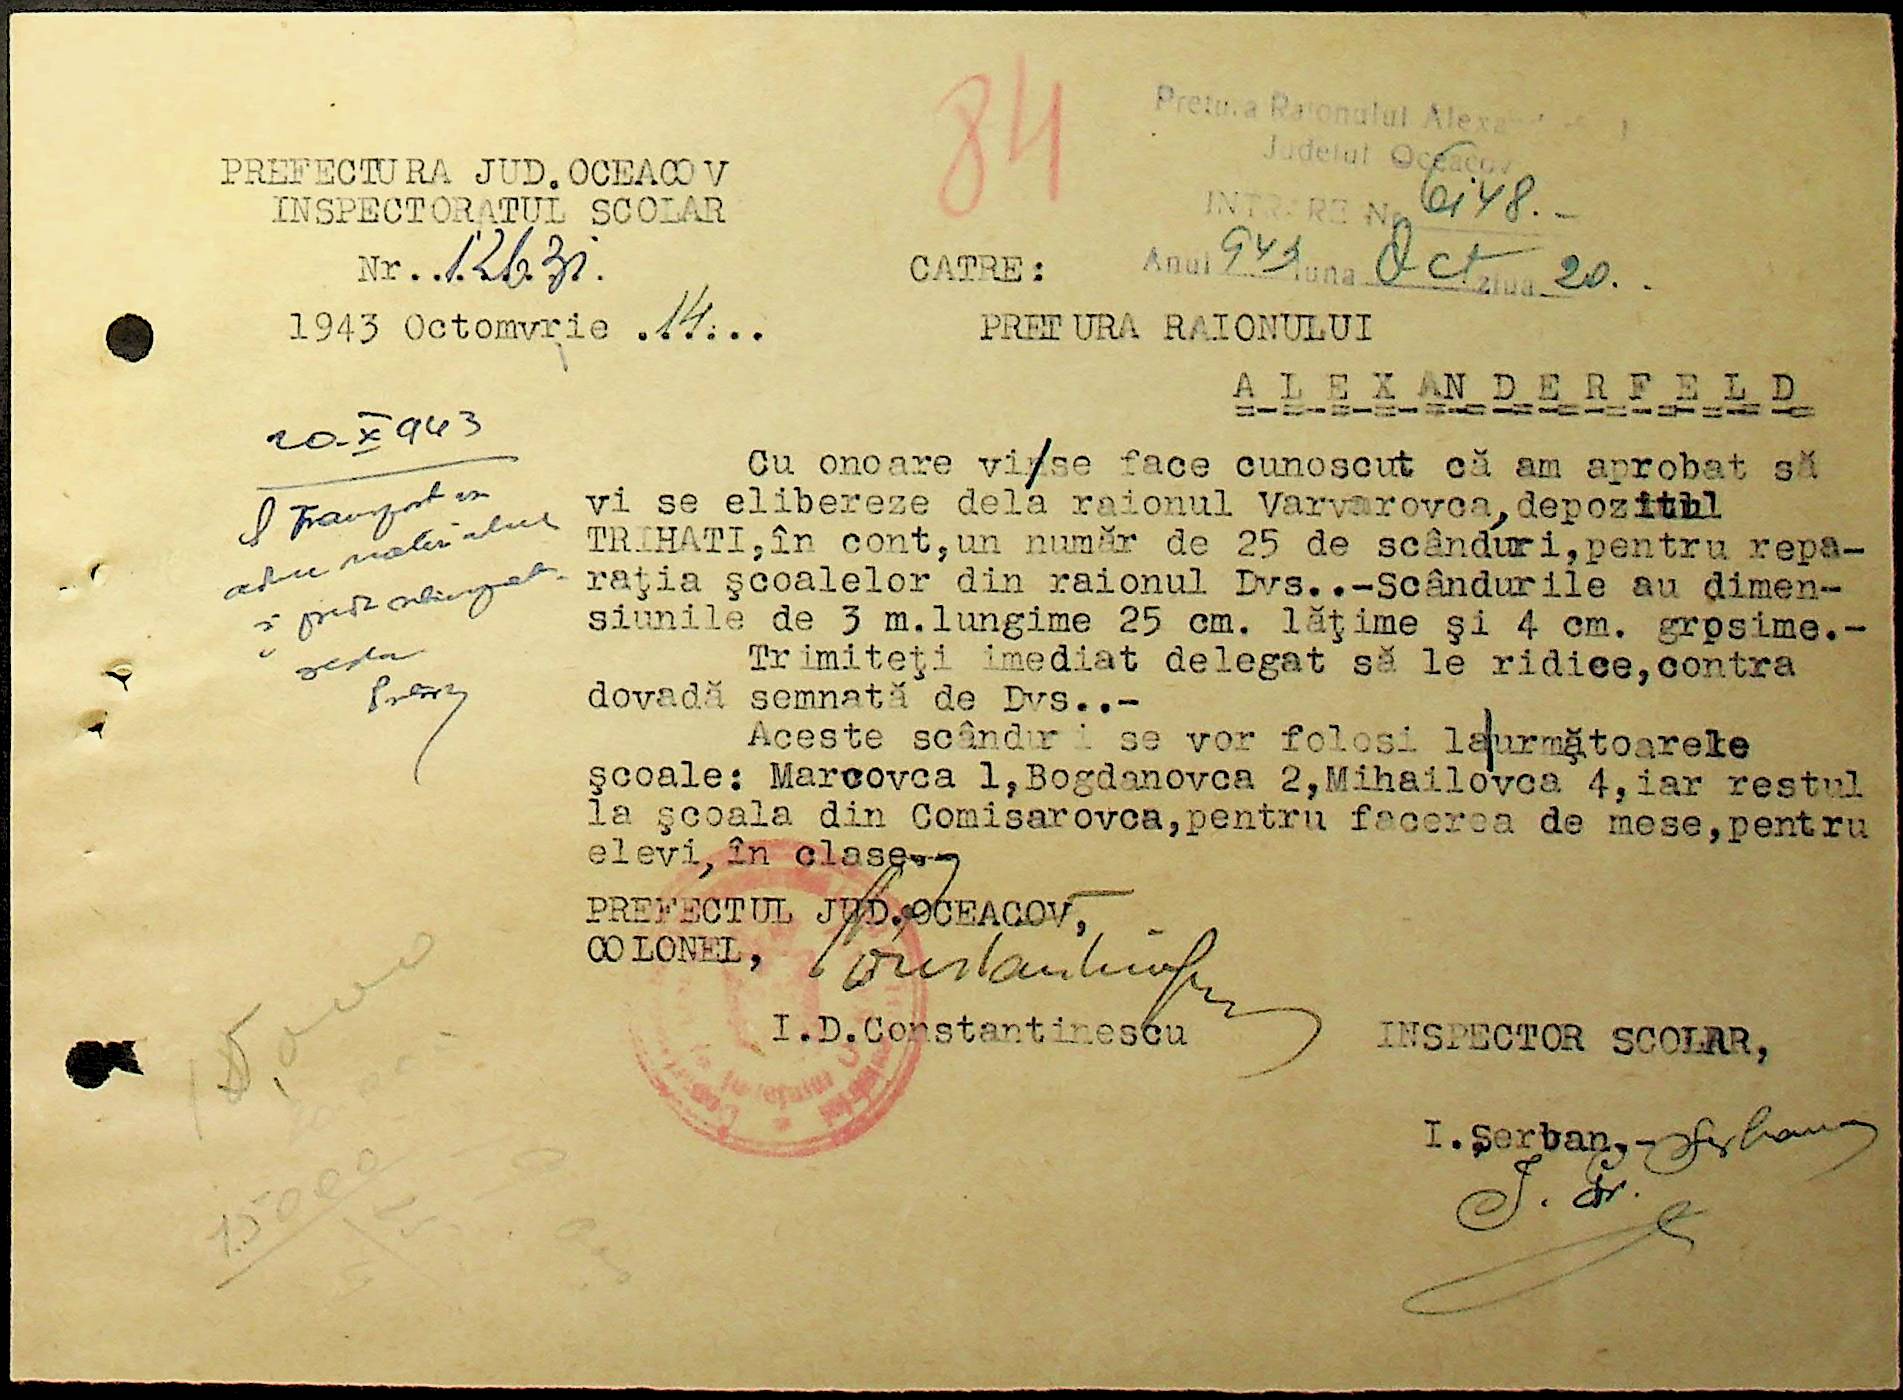 84
Pretura Raionului
Judetul Oceacov
INTRARE No 6148.-
Anul 943 luna Oct ziua 20.
PREFECTURA JUD.OCEACOV
INSPECTORATUL SCOLAR
Nr..
CATRE:
1943 Octomvrie .14...
PRETURA RAIONULUI
ALEXANDERFELD
20.X 943
Cu onoare vi se face cunoscut că am aprobat să
vi se elibereze dela raionul Varvarovca,depozitul
TRIHATI,în cont,un număr de 25 de scânduri,pentru repa-
raţia şcoalelor din raionul Dvs..-Scândurile au dimen-
siunile de 3 m.lungime 25 cm. lăţime şi 4 cm. grosime.-
Trimiteţi imediat delegat să le ridice,contra
dovadă semnată de Dvs..-
Aceste scânduri se vor folosi la urmţătoarele
şcoale: Marcovca 1,Bogdanovca 2,Mihailovca 4,iar restul
la şcoala din Comisarovca,pentru facerea de mese,pentru
elevi,în clase.-
PREFECTUL JUD.OCEACOV,
COLONEL,
Constantinescu
I.D.Constantinescu
INSPECTOR SCOLAR,
I.Şerban,-
15000